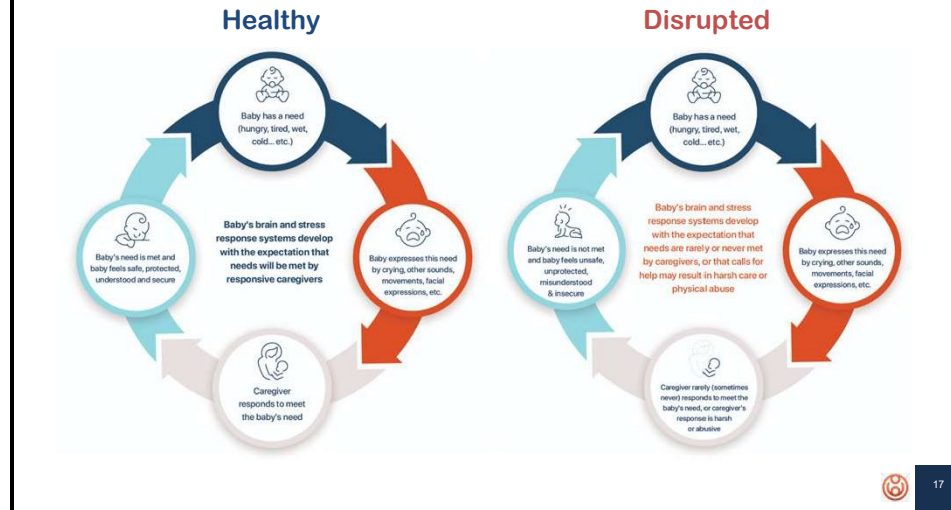 Healthy
Baby has a need
(hungry, tired, wet,
cold... etc.)
Baby's brain and stress
response systems develop
with the expectation that
needs will be met by
responsive caregivers
Baby expresses this need
by crying, other sounds,
movements, facial
expressions, etc.
Caregiver
responds to meet
the baby's need
Baby's need is met and
baby feels safe, protected,
understood and secure
Disrupted
Baby has a need
(hungry, tired, wet,
cold... etc.)
Baby's brain and stress
response systems develop
with the expectation that
needs are rarely or never met
by caregivers, or that calls for
help may result in harsh care or
physical abuse
Baby expresses this need
by crying, other sounds,
movements, facial
expressions, etc.
Caregiver rarely (sometimes
never) responds to meet the
baby's need, or caregiver's
response is harsh
or abusive
Baby's need is not met
and baby feels unsafe,
unprotected,
misunderstood
& insecure
17